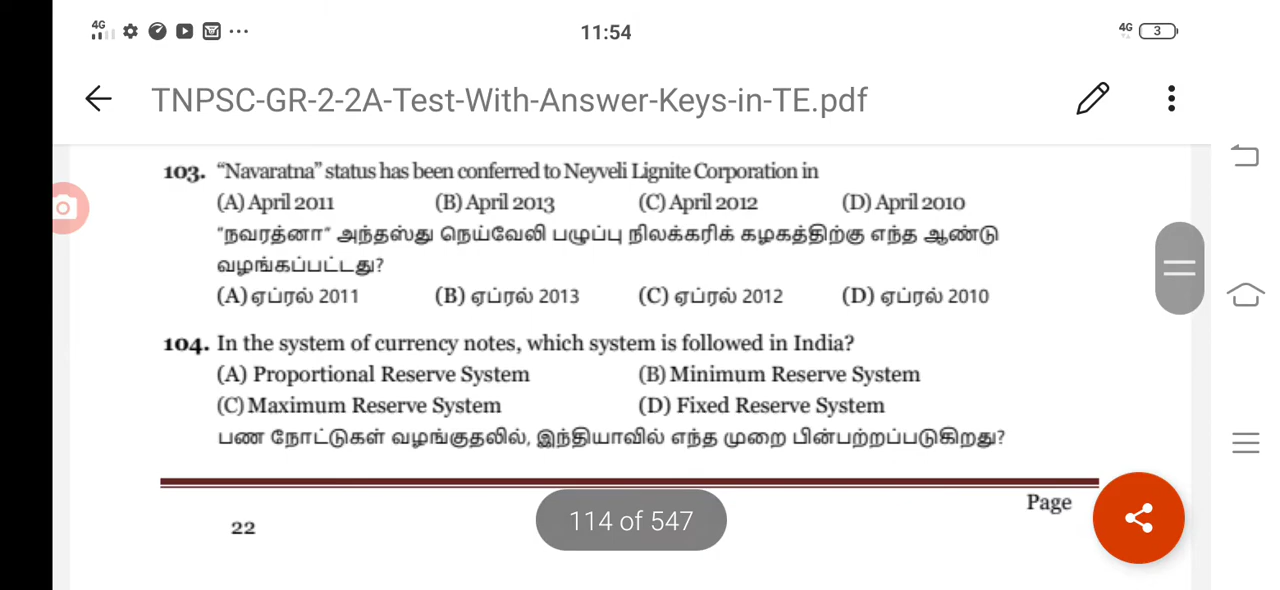 4G 11:54 4G 3
TNPSC-GR-2-2A-Test-With-Answer-Keys-in-TE.pdf
103. "Navaratna" status has been conferred to Neyveli Lignite Corporation in
(A) April 2011 (B) April 2013 (C) April 2012 (D) April 2010
"நவரத்னா" அந்தஸ்து நெய்வேலி பழுப்பு நிலக்கரிக் கழகத்திற்கு எந்த ஆண்டு
வழங்கப்பட்டது?
(A) ஏப்ரல் 2011 (B) ஏப்ரல் 2013 (C) ஏப்ரல் 2012 (D) ஏப்ரல் 2010
104. In the system of currency notes, which system is followed in India?
(A) Proportional Reserve System (B) Minimum Reserve System
(C) Maximum Reserve System (D) Fixed Reserve System
பண நோட்டுகள் வழங்குதலில், இந்தியாவில் எந்த முறை பின்பற்றப்படுகிறது?
Page
22
114 of 547